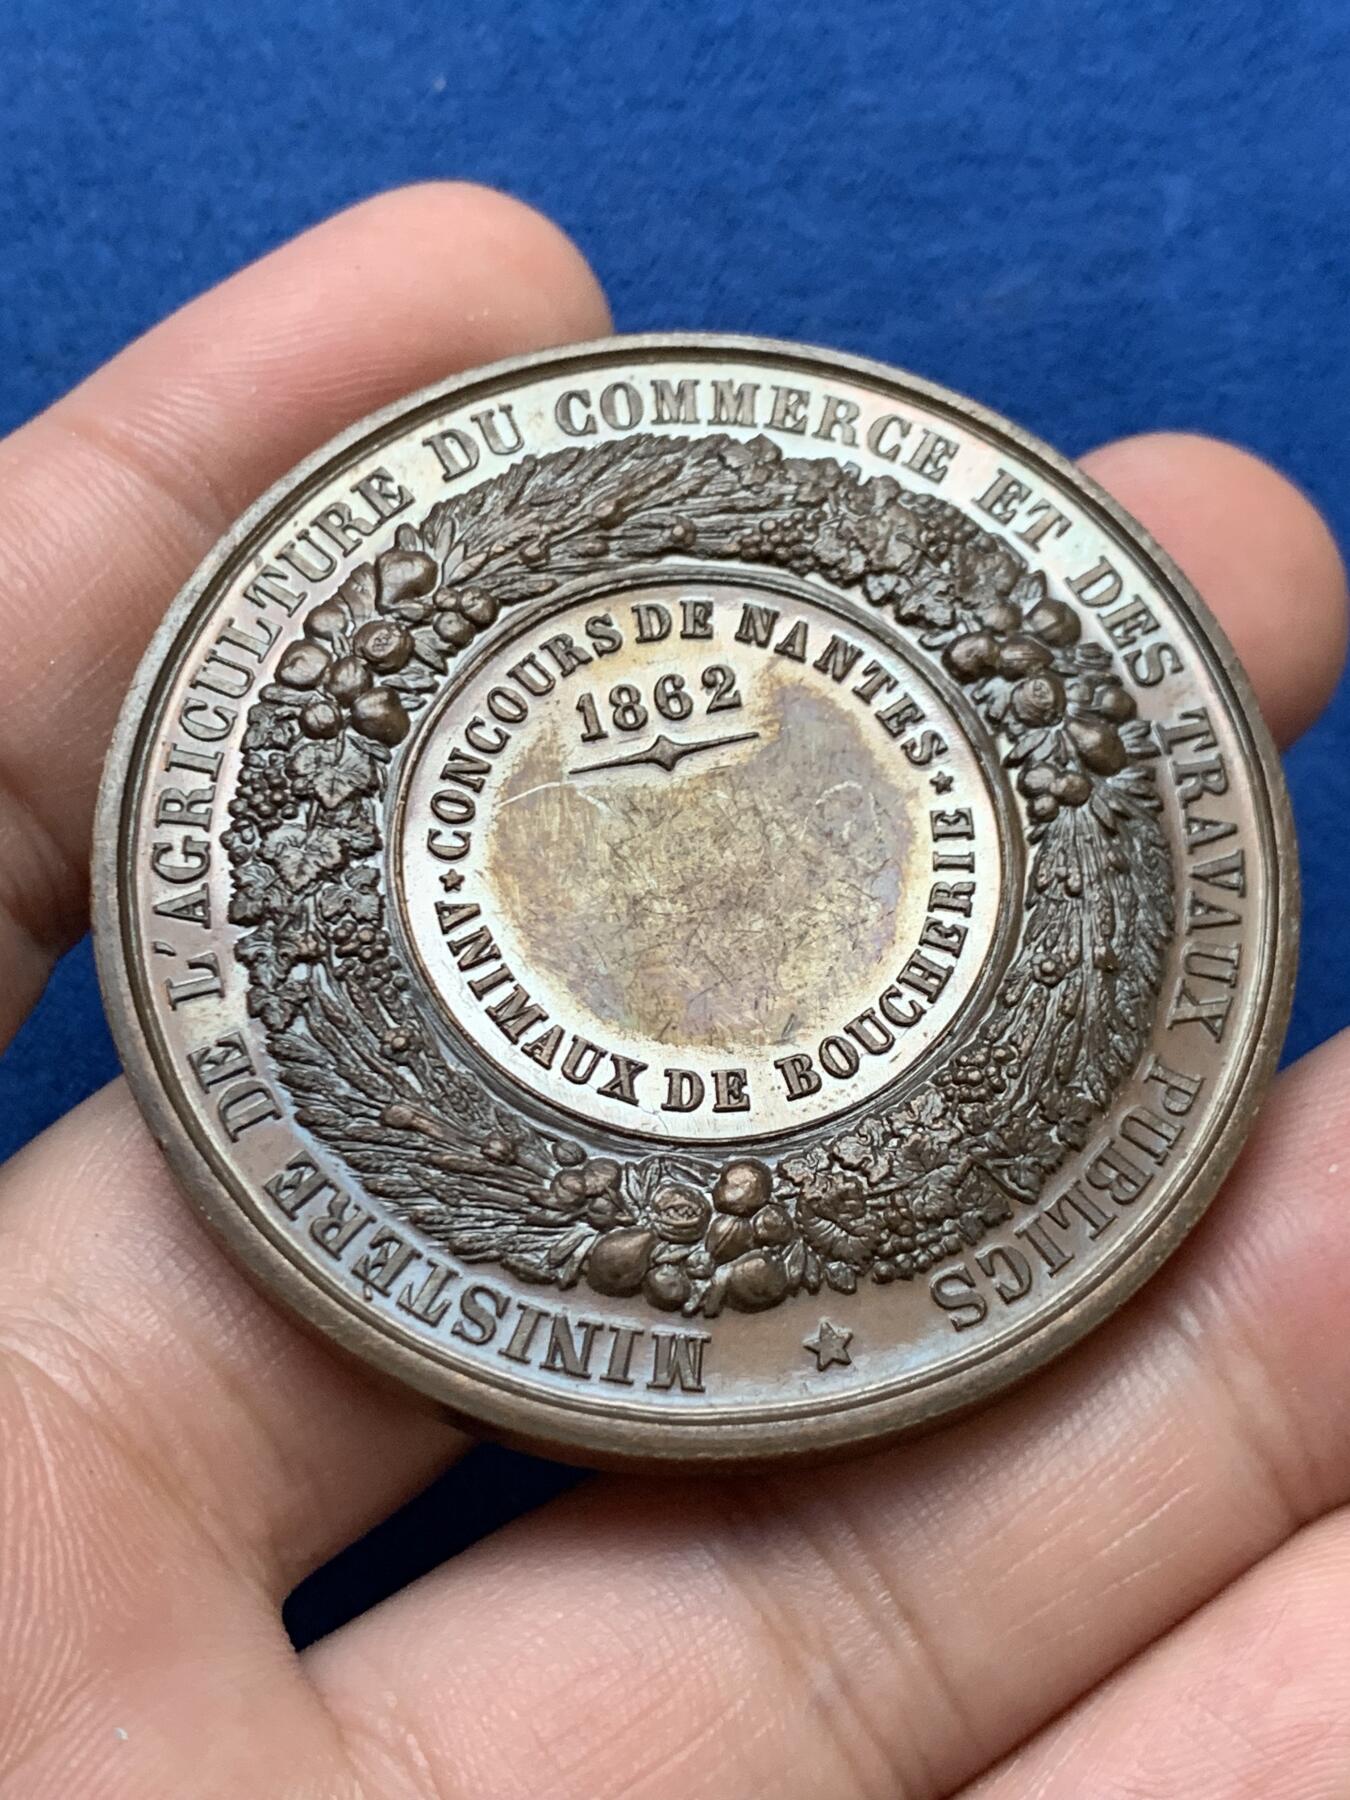 MINISTÈRE DE L'AGRICULTURE DU COMMERCE ET DES TRAVAUX PUBLICS
CONCOURS DE NANTES
1862
ANIMAUX DE BOUCHERIE